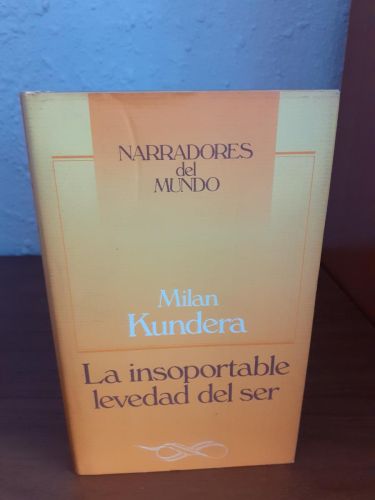 NARRADORES
del
MUNDO
Milan
Kundera
La insoportable
levedad del ser